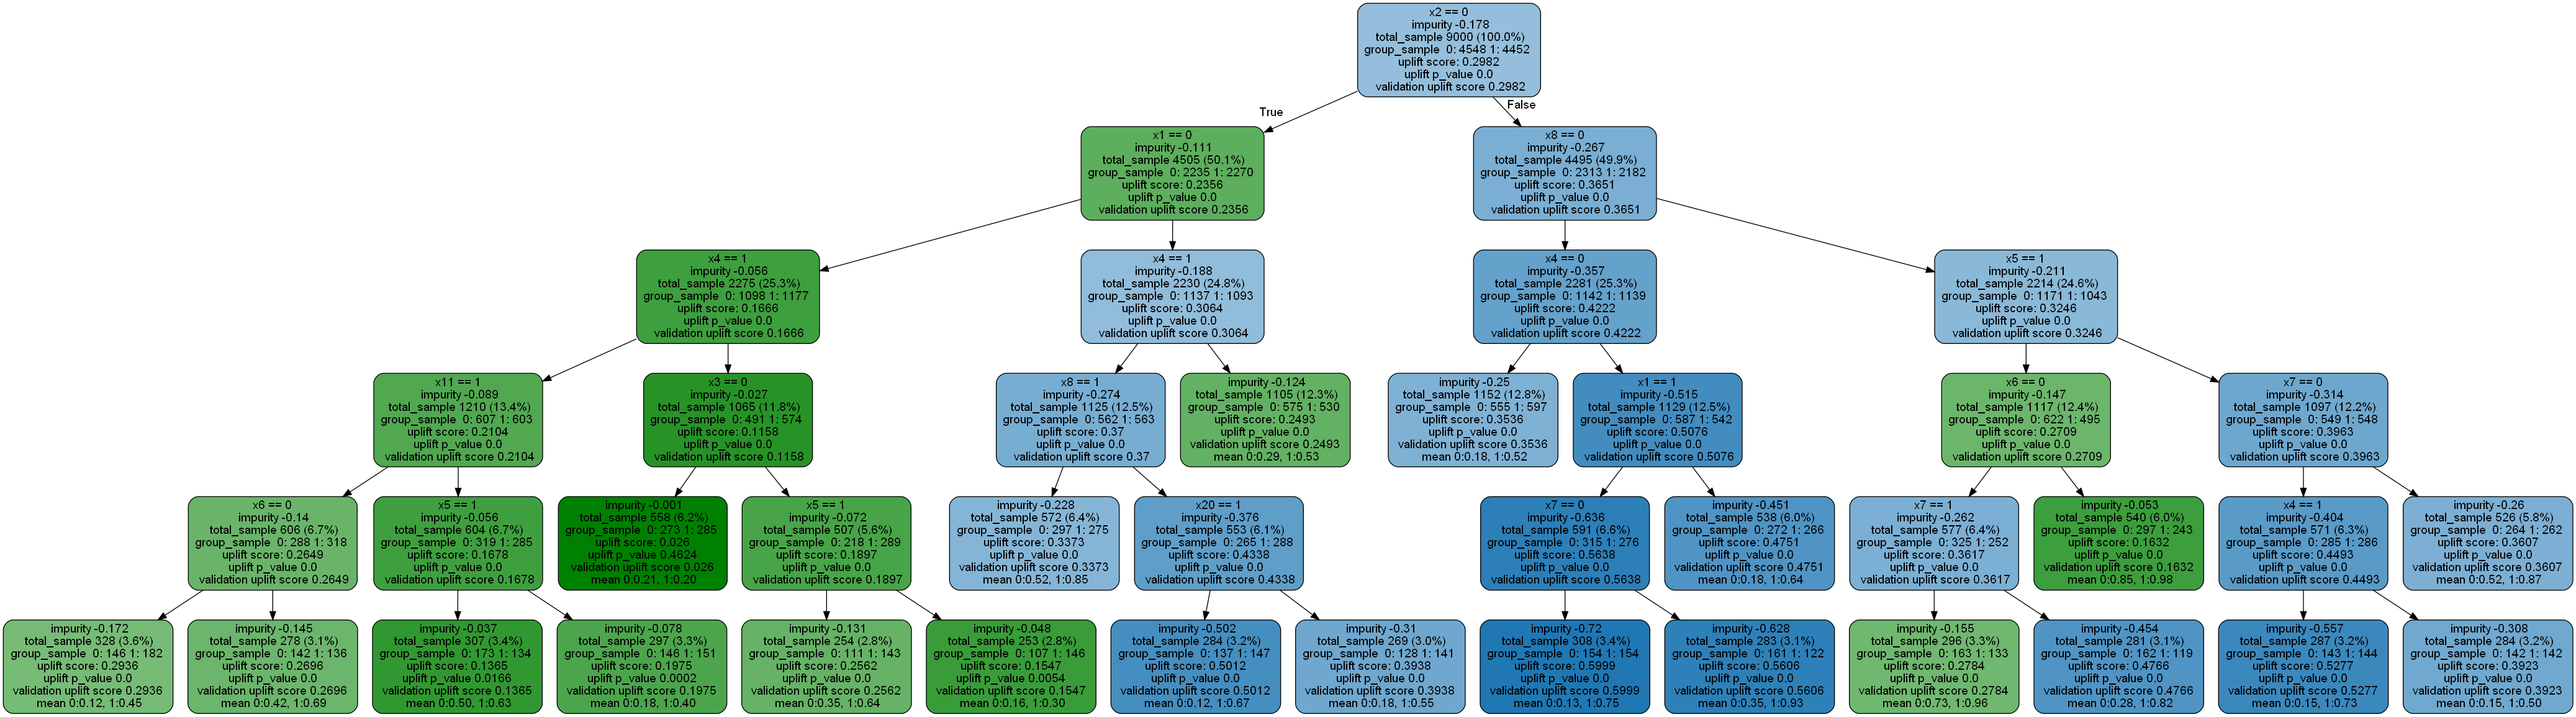 x2 == 0
impurity -0.178
total_sample 9000 (100.0%)
group_sample 0: 4548 1: 4452
uplift score: 0.2982
uplift p_value 0.0
validation uplift score 0.2982
True
False
x1 == 0
impurity -0.111
total_sample 4505 (50.1%)
group_sample 0: 2235 1: 2270
uplift score: 0.2356
uplift p_value 0.0
validation uplift score 0.2356
x8 == 0
impurity -0.267
total_sample 4495 (49.9%)
group_sample 0: 2313 1: 2182
uplift score: 0.3651
uplift p_value 0.0
validation uplift score 0.3651
x4 == 1
impurity -0.056
total_sample 2275 (25.3%)
group_sample 0: 1098 1: 1177
uplift score: 0.1666
uplift p_value 0.0
validation uplift score 0.1666
x4 == 1
impurity -0.188
total_sample 2230 (24.8%)
group_sample 0: 1137 1: 1093
uplift score: 0.3064
uplift p_value 0.0
validation uplift score 0.3064
x4 == 0
impurity -0.357
total_sample 2281 (25.3%)
group_sample 0: 1142 1: 1139
uplift score: 0.4222
uplift p_value 0.0
validation uplift score 0.4222
x5 == 1
impurity -0.211
total_sample 2214 (24.6%)
group_sample 0: 1171 1: 1043
uplift score: 0.3246
uplift p_value 0.0
validation uplift score 0.3246
x11 == 1
impurity -0.089
total_sample 1210 (13.4%)
group_sample 0: 607 1: 603
uplift score: 0.2104
uplift p_value 0.0
validation uplift score 0.2104
x3 == 0
impurity -0.027
total_sample 1065 (11.8%)
group_sample 0: 491 1: 574
uplift score: 0.1158
uplift p_value 0.0
validation uplift score 0.1158
x8 == 1
impurity -0.274
total_sample 1125 (12.5%)
group_sample 0: 562 1: 563
uplift score: 0.37
uplift p_value 0.0
validation uplift score 0.37
impurity -0.124
total_sample 1105 (12.3%)
group_sample 0: 575 1: 530
uplift score: 0.2493
uplift p_value 0.0
validation uplift score 0.2493
mean 0:0.29, 1:0.53
impurity -0.25
total_sample 1152 (12.8%)
group_sample 0: 555 1: 597
uplift score: 0.3536
uplift p_value 0.0
validation uplift score 0.3536
mean 0:0.18, 1:0.52
x1 == 1
impurity -0.515
total_sample 1129 (12.5%)
group_sample 0: 587 1: 542
uplift score: 0.5076
uplift p_value 0.0
validation uplift score 0.5076
x6 == 0
impurity -0.147
total_sample 1117 (12.4%)
group_sample 0: 622 1: 495
uplift score: 0.2709
uplift p_value 0.0
validation uplift score 0.2709
x7 == 0
impurity -0.314
total_sample 1097 (12.2%)
group_sample 0: 549 1: 548
uplift score: 0.3963
uplift p_value 0.0
validation uplift score 0.3963
x6 == 0
impurity -0.14
total_sample 606 (6.7%)
group_sample 0: 288 1: 318
uplift score: 0.2649
uplift p_value 0.0
validation uplift score 0.2649
x5 == 1
impurity -0.056
total_sample 604 (6.7%)
group_sample 0: 319 1: 285
uplift score: 0.1678
uplift p_value 0.0
validation uplift score 0.1678
impurity -0.001
total_sample 558 (6.2%)
group_sample 0: 273 1: 285
uplift score: 0.026
uplift p_value 0.4624
validation uplift score 0.026
mean 0:0.21, 1:0.20
x5 == 1
impurity -0.072
total_sample 507 (5.6%)
group_sample 0: 218 1: 289
uplift score: 0.1897
uplift p_value 0.0
validation uplift score 0.1897
impurity -0.228
total_sample 572 (6.4%)
group_sample 0: 297 1: 275
uplift score: 0.3373
uplift p_value 0.0
validation uplift score 0.3373
mean 0:0.52, 1:0.85
x20 == 1
impurity -0.376
total_sample 553 (6.1%)
group_sample 0: 265 1: 288
uplift score: 0.4338
uplift p_value 0.0
validation uplift score 0.4338
x7 == 0
impurity -0.636
total_sample 591 (6.6%)
group_sample 0: 315 1: 276
uplift score: 0.5638
uplift p_value 0.0
validation uplift score 0.5638
impurity -0.451
total_sample 538 (6.0%)
group_sample 0: 272 1: 266
uplift score: 0.4751
uplift p_value 0.0
validation uplift score 0.4751
mean 0:0.18, 1:0.64
x7 == 1
impurity -0.262
total_sample 577 (6.4%)
group_sample 0: 325 1: 252
uplift score: 0.3617
uplift p_value 0.0
validation uplift score 0.3617
impurity -0.053
total_sample 540 (6.0%)
group_sample 0: 297 1: 243
uplift score: 0.1632
uplift p_value 0.0
validation uplift score 0.1632
mean 0:0.85, 1:0.98
x4 == 1
impurity -0.404
total_sample 571 (6.3%)
group_sample 0: 285 1: 286
uplift score: 0.4493
uplift p_value 0.0
validation uplift score 0.4493
impurity -0.26
total_sample 526 (5.8%)
group_sample 0: 264 1: 262
uplift score: 0.3607
uplift p_value 0.0
validation uplift score 0.3607
mean 0:0.52, 1:0.87
impurity -0.172
total_sample 328 (3.6%)
group_sample 0: 146 1: 182
uplift score: 0.2936
uplift p_value 0.0
validation uplift score 0.2936
mean 0:0.12, 1:0.45
impurity -0.145
total_sample 278 (3.1%)
group_sample 0: 142 1: 136
uplift score: 0.2696
uplift p_value 0.0
validation uplift score 0.2696
mean 0:0.42, 1:0.69
impurity -0.037
total_sample 307 (3.4%)
group_sample 0: 173 1: 134
uplift score: 0.1365
uplift p_value 0.0166
validation uplift score 0.1365
mean 0:0.50, 1:0.63
impurity -0.078
total_sample 297 (3.3%)
group_sample 0: 146 1: 151
uplift score: 0.1975
uplift p_value 0.0002
validation uplift score 0.1975
mean 0:0.18, 1:0.40
impurity -0.131
total_sample 254 (2.8%)
group_sample 0: 111 1: 143
uplift score: 0.2562
uplift p_value 0.0
validation uplift score 0.2562
mean 0:0.35, 1:0.64
impurity -0.048
total_sample 253 (2.8%)
group_sample 0: 107 1: 146
uplift score: 0.1547
uplift p_value 0.0054
validation uplift score 0.1547
mean 0:0.16, 1:0.30
impurity -0.502
total_sample 284 (3.2%)
group_sample 0: 137 1: 147
uplift score: 0.5012
uplift p_value 0.0
validation uplift score 0.5012
mean 0:0.12, 1:0.67
impurity -0.31
total_sample 269 (3.0%)
group_sample 0: 128 1: 141
uplift score: 0.3938
uplift p_value 0.0
validation uplift score 0.3938
mean 0:0.18, 1:0.55
impurity -0.72
total_sample 308 (3.4%)
group_sample 0: 154 1: 154
uplift score: 0.5999
uplift p_value 0.0
validation uplift score 0.5999
mean 0:0.13, 1:0.75
impurity -0.628
total_sample 283 (3.1%)
group_sample 0: 161 1: 122
uplift score: 0.5606
uplift p_value 0.0
validation uplift score 0.5606
mean 0:0.35, 1:0.93
impurity -0.155
total_sample 296 (3.3%)
group_sample 0: 163 1: 133
uplift score: 0.2784
uplift p_value 0.0
validation uplift score 0.2784
mean 0:0.73, 1:0.96
impurity -0.454
total_sample 281 (3.1%)
group_sample 0: 162 1: 119
uplift score: 0.4766
uplift p_value 0.0
validation uplift score 0.4766
mean 0:0.28, 1:0.82
impurity -0.557
total_sample 287 (3.2%)
group_sample 0: 143 1: 144
uplift score: 0.5277
uplift p_value 0.0
validation uplift score 0.5277
mean 0:0.15, 1:0.73
impurity -0.308
total_sample 284 (3.2%)
group_sample 0: 142 1: 142
uplift score: 0.3923
uplift p_value 0.0
validation uplift score 0.3923
mean 0:0.15, 1:0.50